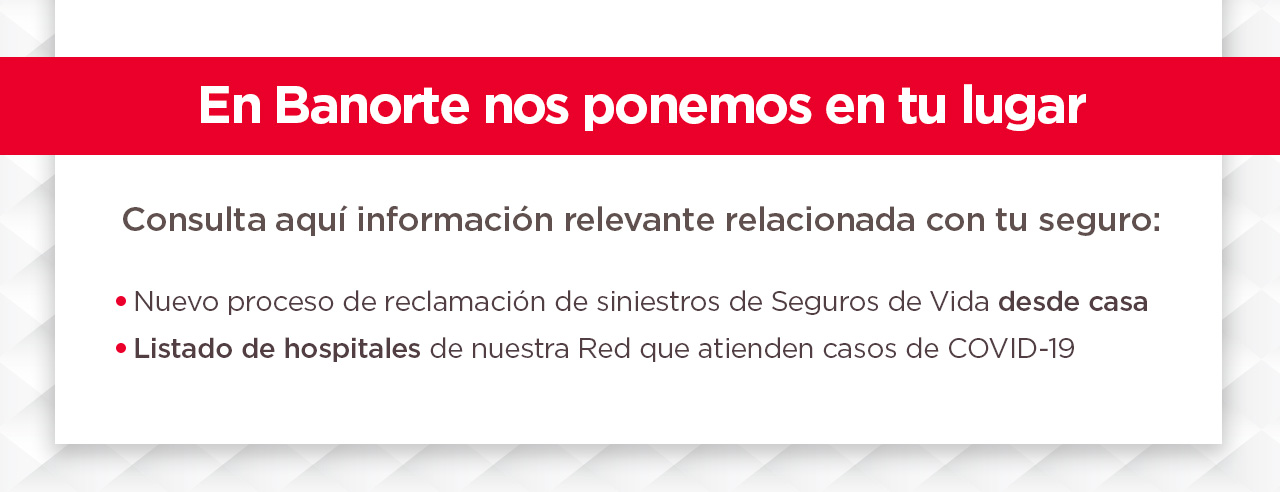 En Banorte nos ponemos en tu lugar
Consulta aquí información relevante relacionada con tu seguro:
• Nuevo proceso de reclamación de siniestros de Seguros de Vida desde casa
• Listado de hospitales de nuestra Red que atienden casos de COVID-19